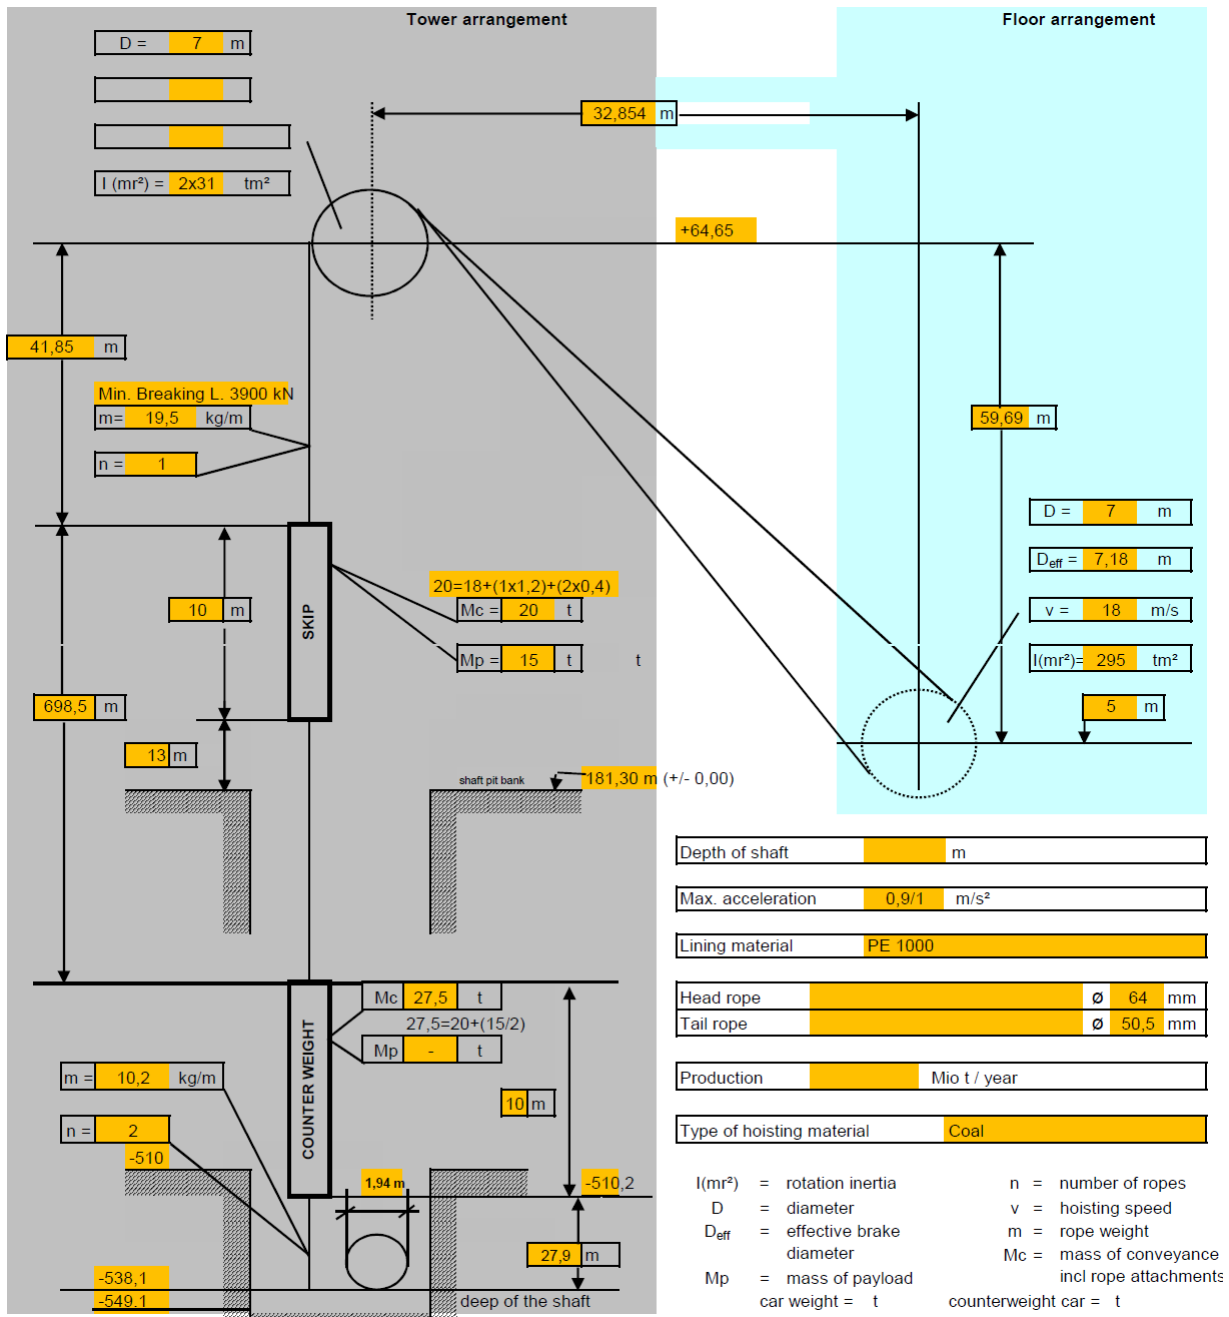 Tower arrangement
Floor arrangement
D = 7 m
32,854 m
I (mr²) = 2x31 tm²
+64,65
41,85 m
Min. Breaking L. 3900 kN
m= 19,5 kg/m
59,69 m
n = 1
D = 7 m
Deff = 7,18 m
20=18+(1x1,2)+(2x0,4)
10 m
SKIP
Mc = 20 t
v = 18 m/s
Mp = 15 t t
I(mr²)= 295 tm²
698,5 m
5 m
13 m
shaft pit bank
181,30 m (+/- 0,00)
Depth of shaft m
Max. acceleration 0,9/1 m/s²
Lining material PE 1000
Mc 27,5 t
Head rope ø 64 mm
27,5=20+(15/2)
Tail rope ø 50,5 mm
COUNTER WEIGHT
Mp - t
m = 10,2 kg/m
Production Mio t / year
10 m
n = 2
Type of hoisting material Coal
-510
1,94 m
-510,2
I(mr²) = rotation inertia
n = number of ropes
D = diameter
v = hoisting speed
Deff = effective brake
diameter
m = rope weight
27,9 m
Mc = mass of conveyance
incl rope attachments
-538,1
Mp = mass of payload
-549.1
deep of the shaft
car weight = t
counterweight car = t